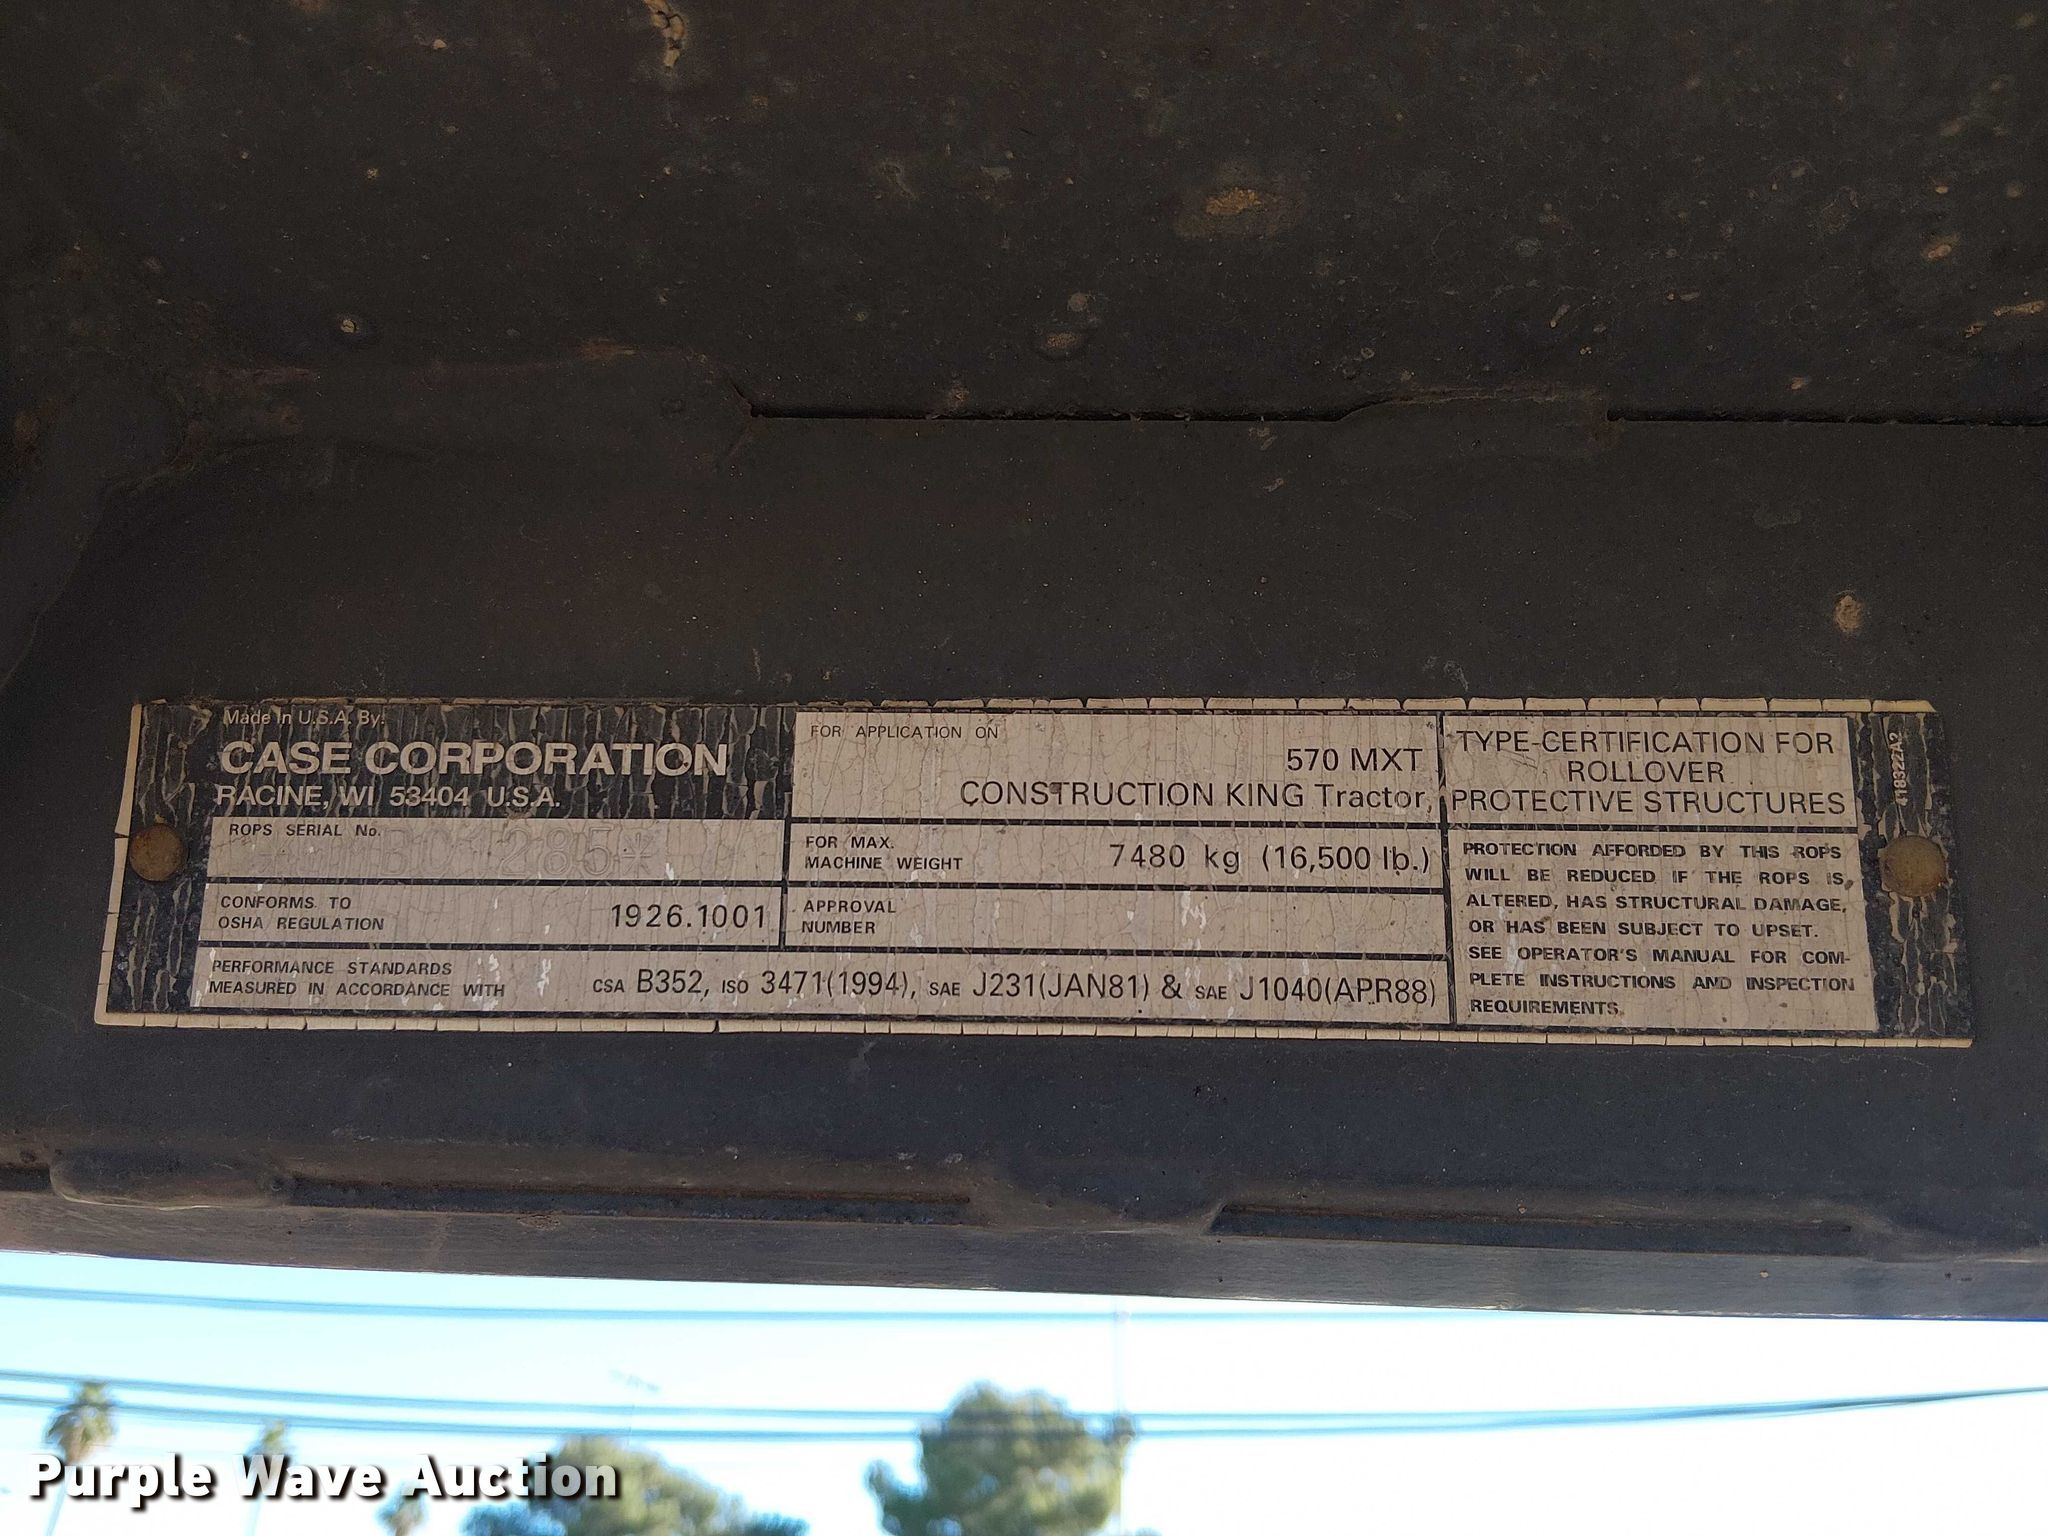 Made in U.S.A. By:
CASE CORPORATION
RACINE, WI 53404 U.S.A.
ROPS SERIAL No.
CONFORMS TO
OSHA REGULATION 1926.1001
PERFORMANCE STANDARDS
MEASURED IN ACCORDANCE WITH CSA B352, ISO 3471(1994), SAE J231(JAN81) & SAE J1040(APR88)
FOR APPLICATION ON
570 MXT
CONSTRUCTION KING Tractor,
FOR MAX.
MACHINE WEIGHT 7480 kg (16,500 lb.)
APPROVAL
NUMBER
TYPE-CERTIFICATION FOR
ROLLOVER
PROTECTIVE STRUCTURES
PROTECTION AFFORDED BY THIS ROPS
WILL BE REDUCED IF THE ROPS IS
ALTERED, HAS STRUCTURAL DAMAGE,
OR HAS BEEN SUBJECT TO UPSET.
SEE OPERATOR'S MANUAL FOR COM-
PLETE INSTRUCTIONS AND INSPECTION
REQUIREMENTS.
418322A2
Purple Wave Auction